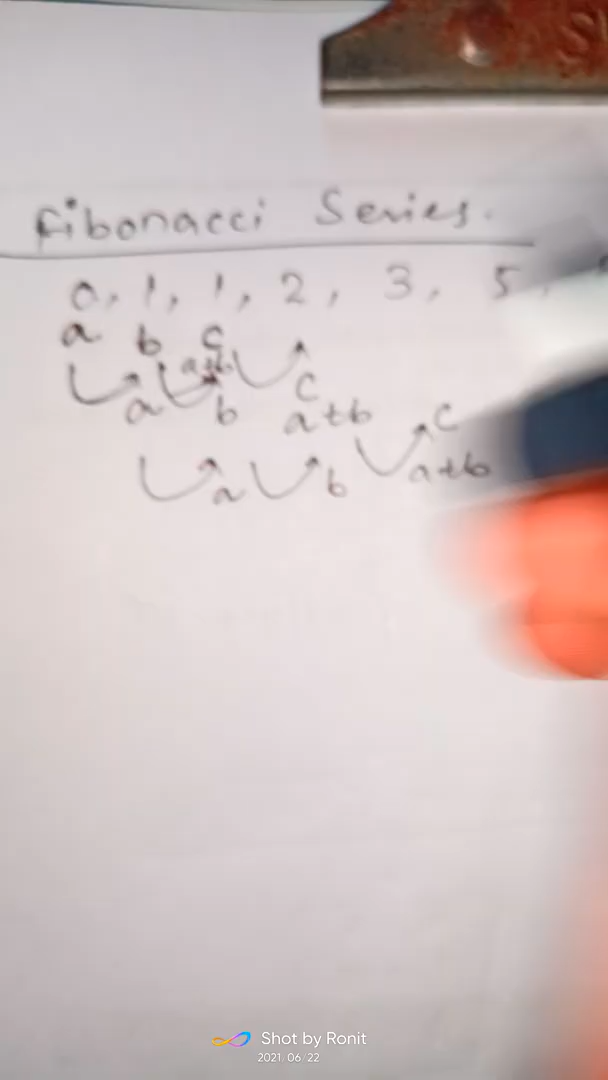 Fibonacci Series.
0, 1, 1, 2, 3, 5,
a b c
a+b c
a b a+b c
a b a+b
Shot by Ronit
2021/06/22